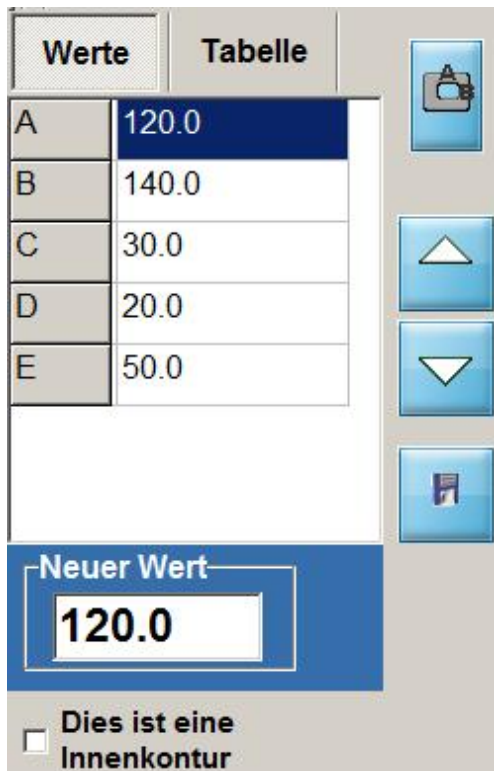 Werte Tabelle
A B
A 120.0
B 140.0
C 30.0
D 20.0
E 50.0
Neuer Wert
120.0
Dies ist eine
Innenkontur